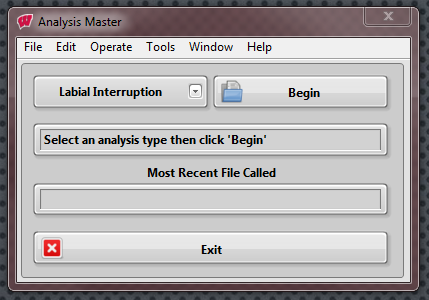 Analysis Master
File Edit Operate Tools Window Help
Labial Interruption Begin
Select an analysis type then click 'Begin'
Most Recent File Called
Exit